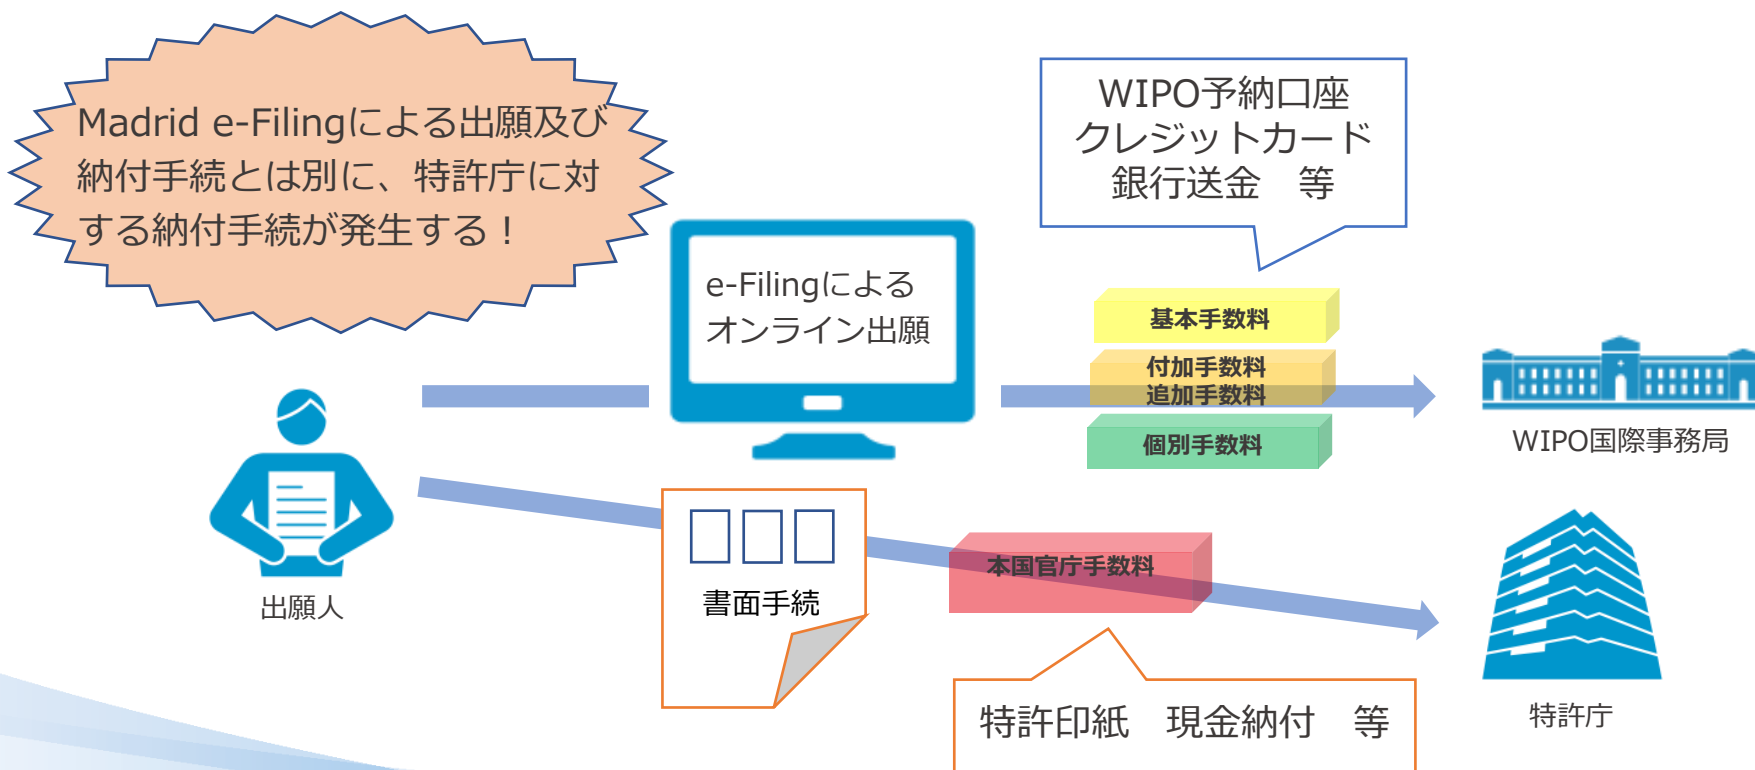 Madrid e-Filingによる出願及び
納付手続とは別に、特許庁に対
する納付手続が発生する！
WIPO予納口座
クレジットカード
銀行送金　等
e-Filingによる
オンライン出願
基本手数料
付加手数料
追加手数料
個別手数料
WIPO国際事務局
出願人
書面手続
本国官庁手数料
特許印紙　現金納付　等
特許庁